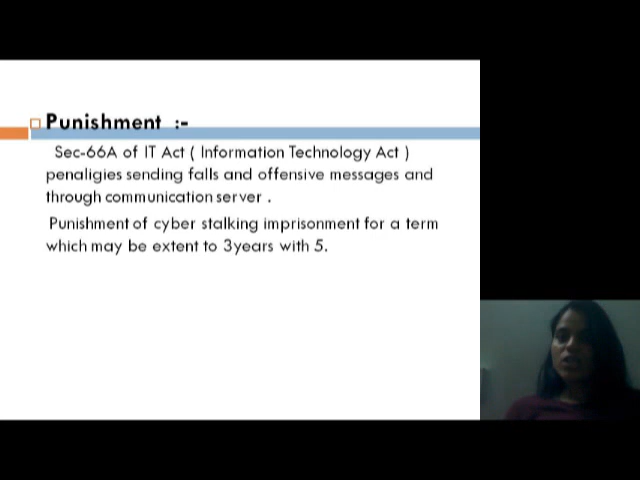 Punishment :-
Sec-66A of IT Act ( Information Technology Act )
penaligies sending falls and offensive messages and
through communication server .
Punishment of cyber stalking imprisonment for a term
which may be extent to 3years with 5.